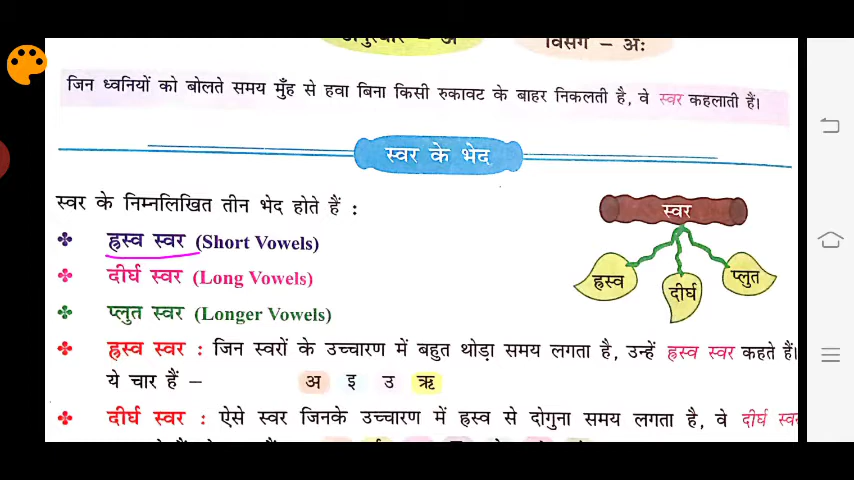 अनुस्वार – अं
विसर्ग – अः
जिन ध्वनियों को बोलते समय मुँह से हवा बिना किसी रुकावट के बाहर निकलती है, वे स्वर कहलाती हैं।
स्वर के भेद
स्वर के निम्नलिखित तीन भेद होते हैं :
ह्रस्व स्वर (Short Vowels)
दीर्घ स्वर (Long Vowels)
प्लुत स्वर (Longer Vowels)
स्वर
ह्रस्व
दीर्घ
प्लुत
ह्रस्व स्वर : जिन स्वरों के उच्चारण में बहुत थोड़ा समय लगता है, उन्हें ह्रस्व स्वर कहते हैं।
ये चार हैं – अ इ उ ऋ
दीर्घ स्वर : ऐसे स्वर जिनके उच्चारण में ह्रस्व से दोगुना समय लगता है, वे दीर्घ स्वर